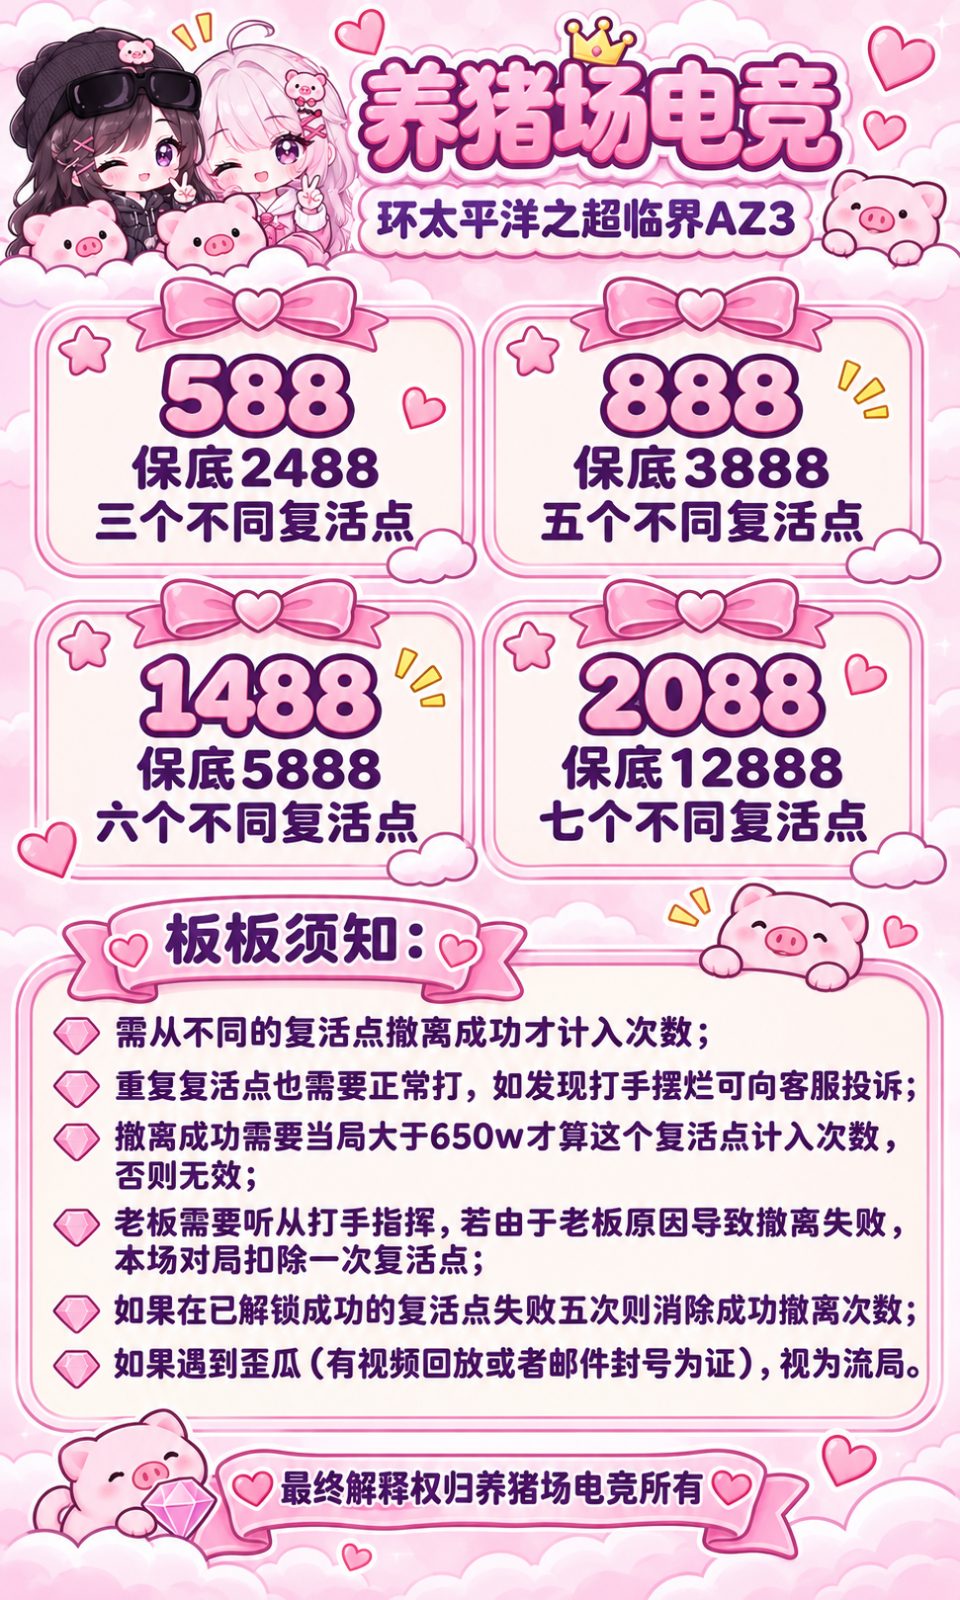 养猪场电竞
环太平洋之超临界AZ3
588
保底2488
三个不同复活点
888
保底3888
五个不同复活点
1488
保底5888
六个不同复活点
2088
保底12888
七个不同复活点
板板须知：
需从不同的复活点撤离成功才计入次数；
重复复活点也需要正常打，如发现打手摆烂可向客服投诉；
撤离成功需要当局大于650w才算这个复活点计入次数，
否则无效；
老板需要听从打手指挥，若由于老板原因导致撤离失败，
本场对局扣除一次复活点；
如果在已解锁成功的复活点失败五次则消除成功撤离次数；
如果遇到歪瓜（有视频回放或者邮件封号为证），视为流局。
最终解释权归养猪场电竞所有